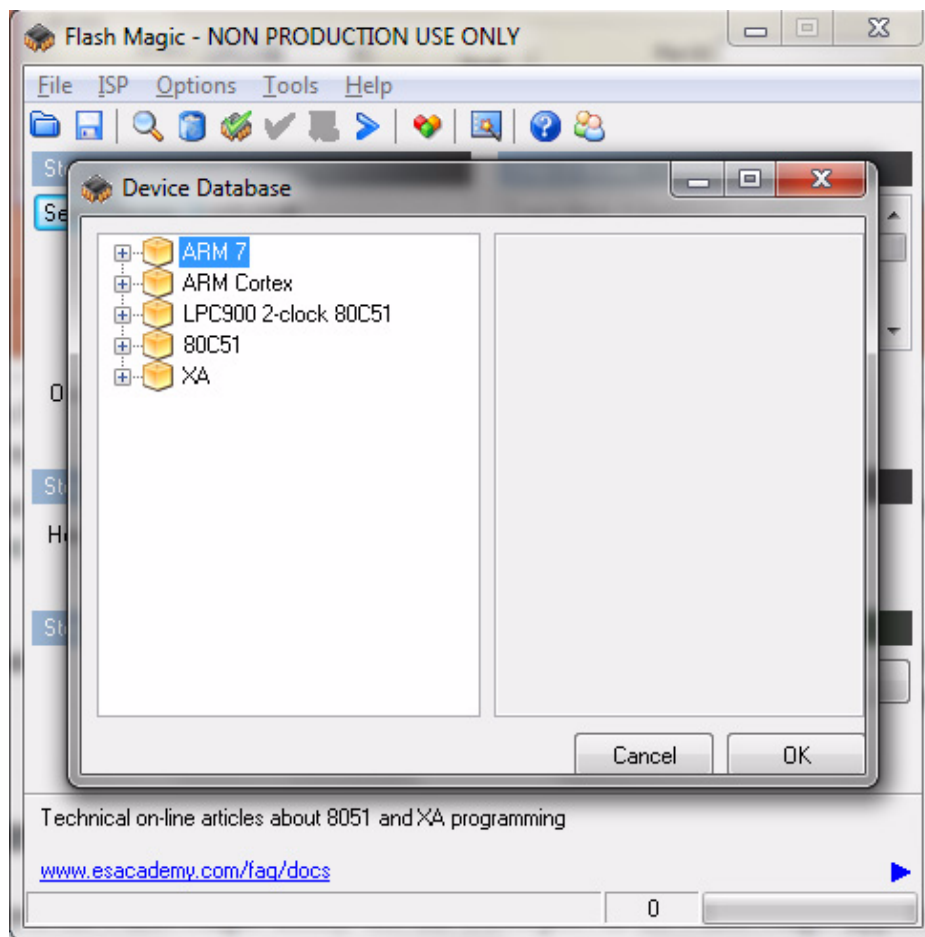 Flash Magic - NON PRODUCTION USE ONLY
File ISP Options Tools Help
Device Database
ARM 7
ARM Cortex
LPC900 2-clock 80C51
80C51
XA
Cancel OK
Technical on-line articles about 8051 and XA programming
www.esacademy.com/faq/docs
0